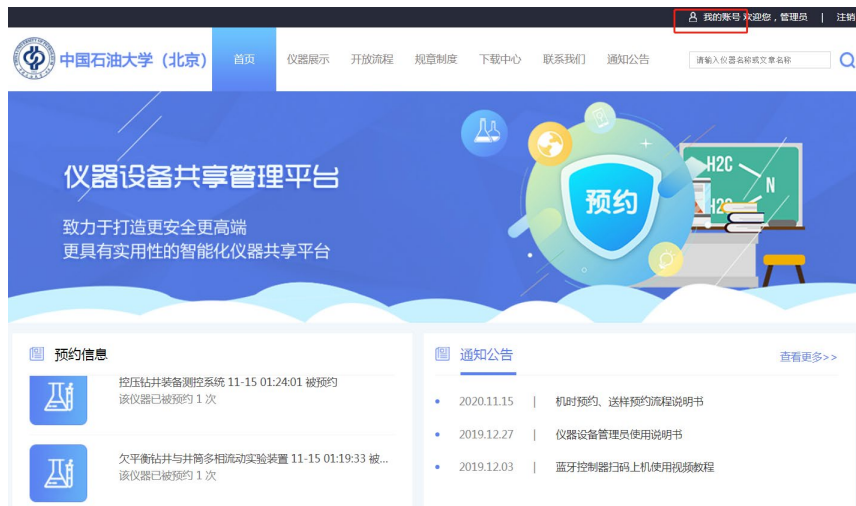 我的账号 欢迎您，管理员 | 注销
中国石油大学（北京） 首页 仪器展示 开放流程 规章制度 下载中心 联系我们 通知公告 请输入仪器名称或文章名称
仪器设备共享管理平台
致力于打造更安全更高端
更具有实用性的智能化仪器共享平台
预约
H2C
N
预约信息
控压钻井装备测控系统 11-15 01:24:01 被预约
该仪器已被预约 1 次
欠平衡钻井与井筒多相流动实验装置 11-15 01:19:33 被...
该仪器已被预约 1 次
通知公告 查看更多>>
2020.11.15 | 机时预约、送样预约流程说明书
2019.12.27 | 仪器设备管理员使用说明书
2019.12.03 | 蓝牙控制器扫码上机使用视频教程